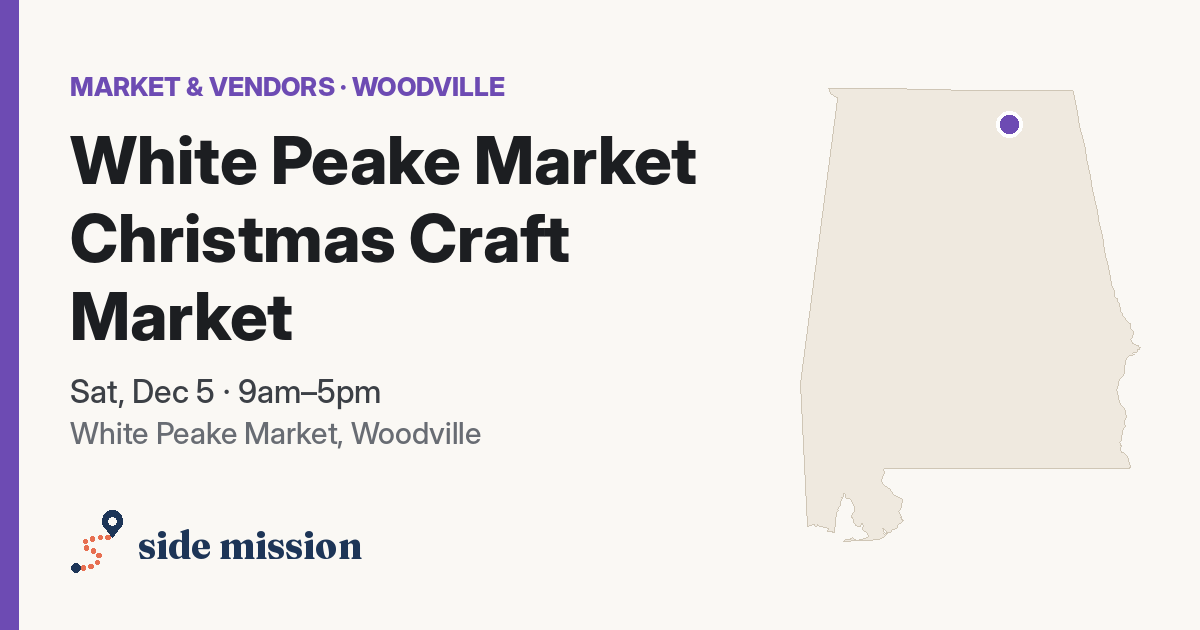 MARKET & VENDORS · WOODVILLE
White Peake Market
Christmas Craft
Market
Sat, Dec 5 · 9am–5pm
White Peake Market, Woodville
side mission